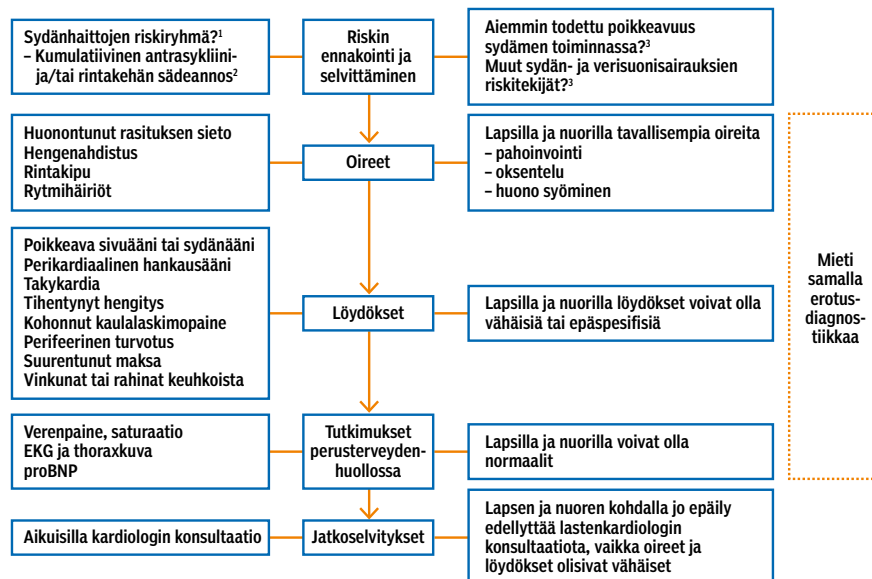 Sydänhaittojen riskiryhmä?¹
– Kumulatiivinen antrasykliini-
ja/tai rintakehän sädeannos²
Riskin
ennakointi ja
selvittäminen
Aiemmin todettu poikkeavuus
sydämen toiminnassa?³
Muut sydän- ja verisuonisairauksien
riskitekijät?³
Huonontunut rasituksen sieto
Hengenahdistus
Rintakipu
Rytmihäiriöt
Oireet
Lapsilla ja nuorilla tavallisempia oireita
– pahoinvointi
– oksentelu
– huono syöminen
Poikkeava sivuääni tai sydänääni
Perikardiaalinen hankausääni
Takykardia
Tihentynyt hengitys
Kohonnut kaulalaskimopaine
Perifeerinen turvotus
Suurentunut maksa
Vinkunat tai rahinat keuhkoista
Löydökset
Lapsilla ja nuorilla löydökset voivat olla
vähäisiä tai epäspesifisiä
Mieti
samalla
erotus-
diagnos-
tiikkaa
Verenpaine, saturaatio
EKG ja thoraxkuva
proBNP
Tutkimukset
perusterveyden-
huollossa
Lapsilla ja nuorilla voivat olla
normaalit
Aikuisilla kardiologin konsultaatio
Jatkoselvitykset
Lapsen ja nuoren kohdalla jo epäily
edellyttää lastenkardiologin
konsultaatiota, vaikka oireet ja
löydökset olisivat vähäiset